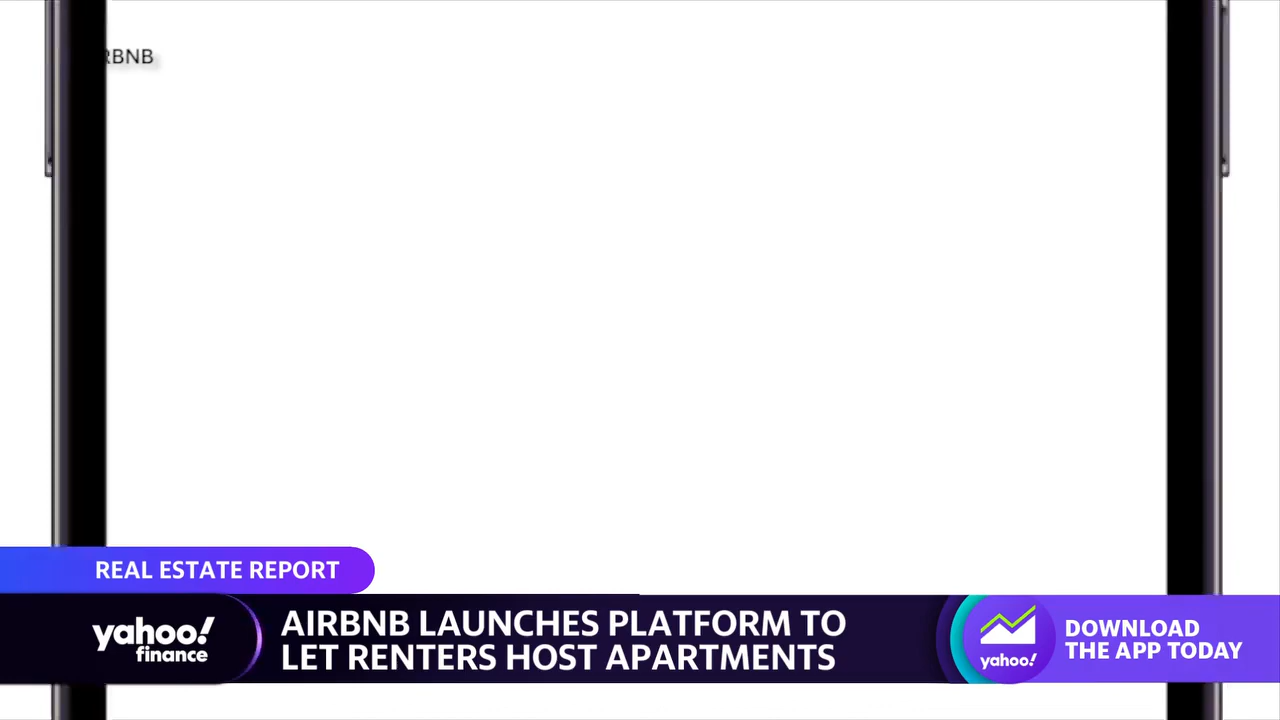 RBNB
REAL ESTATE REPORT
yahoo!
finance
AIRBNB LAUNCHES PLATFORM TO
LET RENTERS HOST APARTMENTS
yahoo!
DOWNLOAD
THE APP TODAY